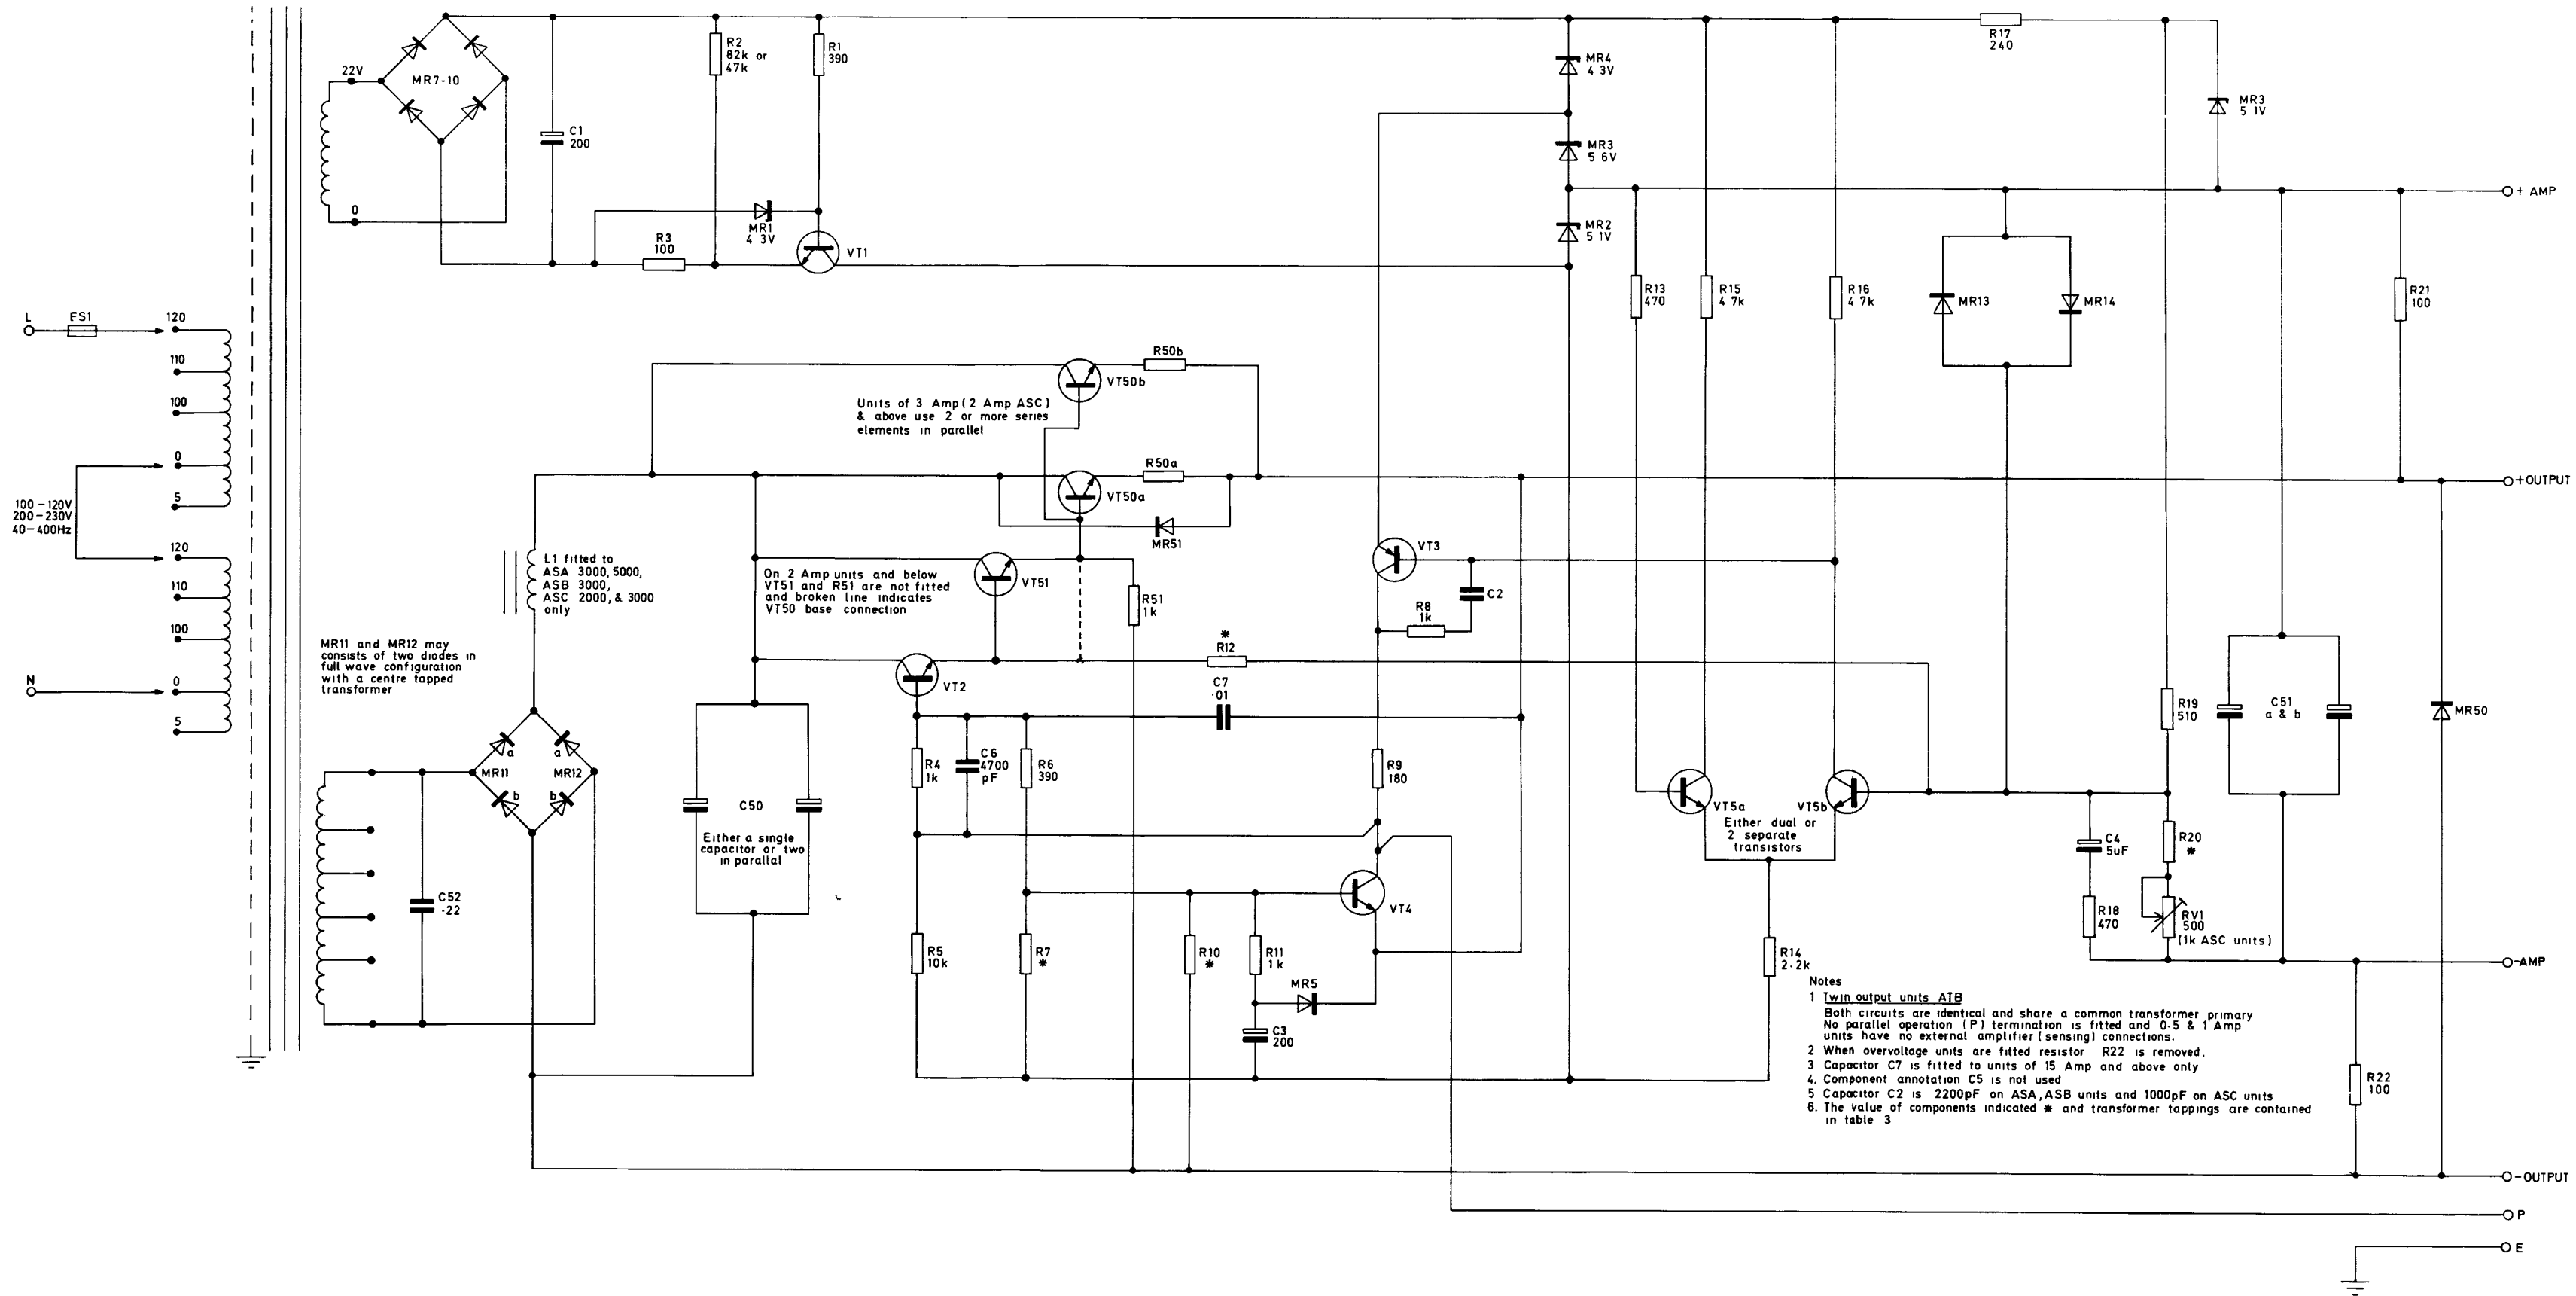 22V
MR7-10
0
C1
200
R2
82k or
47k
R1
390
MR1
4 3V
R3
100
VT1
MR4
4 3V
MR3
5 6V
MR2
5 1V
R17
240
MR3
5 1V
+ AMP
R13
470
R15
4 7k
R16
4 7k
MR13
MR14
R21
100
L
FS1
120
110
100
0
5
100-120V
200-230V
40-400Hz
120
110
100
0
5
N
R50b
VT50b
Units of 3 Amp (2 Amp ASC)
& above use 2 or more series
elements in parallel
R50a
VT50a
MR51
+OUTPUT
L1 fitted to
ASA 3000, 5000,
ASB 3000,
ASC 2000, & 3000
only
On 2 Amp units and below
VT51 and R51 are not fitted
and broken line indicates
VT50 base connection
VT51
R51
1k
VT3
C2
R8
1k
*
R12
MR11 and MR12 may
consists of two diodes in
full wave configuration
with a centre tapped
transformer
VT2
C7
·01
R19
510
C51
a & b
MR50
a
a
MR11
MR12
b
b
C50
Either a single
capacitor or two
in parallal
R4
1k
C6
4700
pF
R6
390
R9
180
VT5a
VT5b
Either dual or
2 separate
transistors
C4
5uF
R20
*
C52
·22
VT4
R18
470
RV1
500
(1k ASC units)
R5
10k
R7
*
R10
*
R11
1k
MR5
C3
200
R14
2·2k
-AMP
Notes
1 Twin output units ATB
Both circuits are identical and share a common transformer primary
No parallel operation (P) termination is fitted and 0·5 & 1 Amp
units have no external amplifier (sensing) connections.
2 When overvoltage units are fitted resistor R22 is removed.
3 Capacitor C7 is fitted to units of 15 Amp and above only
4. Component annotation C5 is not used
5 Capacitor C2 is 2200pF on ASA, ASB units and 1000pF on ASC units
6. The value of components indicated * and transformer tappings are contained
in table 3
R22
100
-OUTPUT
P
E